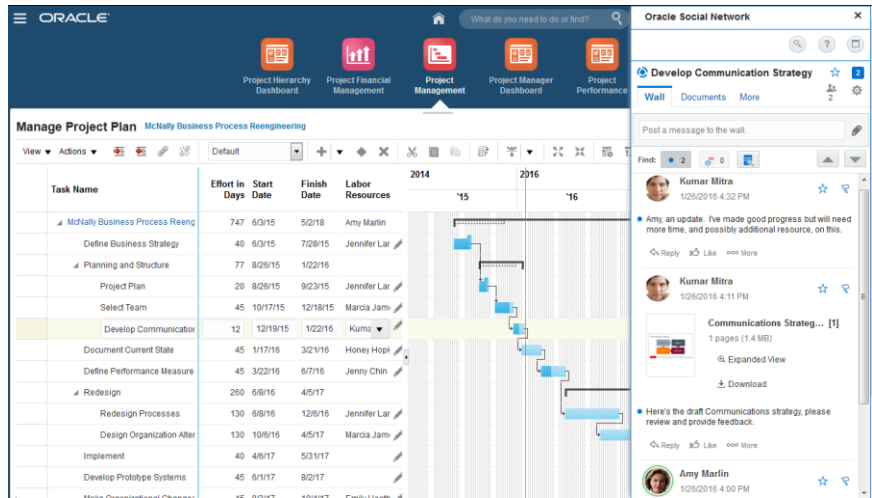 ORACLE
What do you need to do or find?
Project Hierarchy
Dashboard
Project Financial
Management
Project
Management
Project Manager
Dashboard
Project
Performance
Manage Project Plan McNally Business Process Reengineering
View Actions Default
Task Name
Effort in
Days
Start
Date
Finish
Date
Labor
Resources
2014 2016
'15 '16
McNally Business Process Reeng 747 6/3/15 5/2/18 Amy Marlin
Define Business Strategy 40 6/3/15 7/28/15 Jennifer Lar
Planning and Structure 77 8/26/15 1/22/16
Project Plan 20 8/26/15 9/23/15 Jennifer Lar
Select Team 45 10/17/15 12/18/15 Marcia Jam
Develop Communication 12 12/19/15 1/22/16 Kuma
Document Current State 45 1/17/16 3/21/16 Honey Hopk
Define Performance Measure 45 3/22/16 6/7/16 Jenny Chin
Redesign 260 6/8/16 4/5/17
Redesign Processes 130 6/8/16 12/6/16 Jennifer Lar
Design Organization Alter 130 10/6/16 4/5/17 Marcia Jam
Implement 40 4/6/17 5/31/17
Develop Prototype Systems 45 6/1/17 8/2/17
Oracle Social Network
Develop Communication Strategy 2
Wall Documents More 2
Post a message to the wall.
Find: 2 0
Kumar Mitra
1/26/2016 4:32 PM
Amy, an update. I've made good progress but will need
more time, and possibly additional resource, on this.
Reply Like More
Kumar Mitra
1/26/2016 4:11 PM
Communications Strateg... [1]
1 pages (1.4 MB)
Expanded View
Download
Here's the draft Communications strategy, please
review and provide feedback.
Reply Like More
Amy Marlin
1/26/2016 4:00 PM